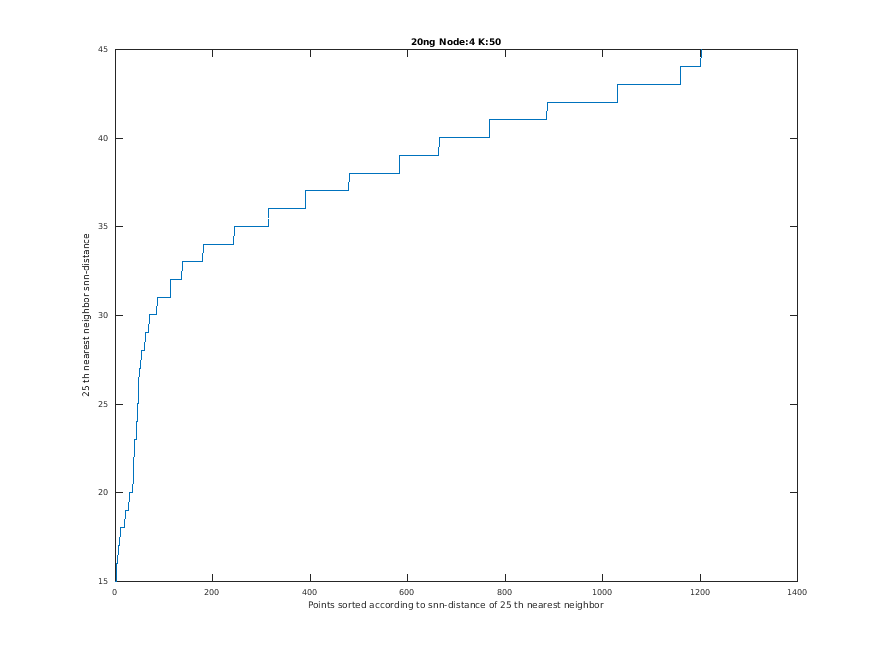 20ng Node:4 K:50
45
40
35
30
25
20
15
25 th nearest neighbor snn-distance
0 200 400 600 800 1000 1200 1400
Points sorted according to snn-distance of 25 th nearest neighbor